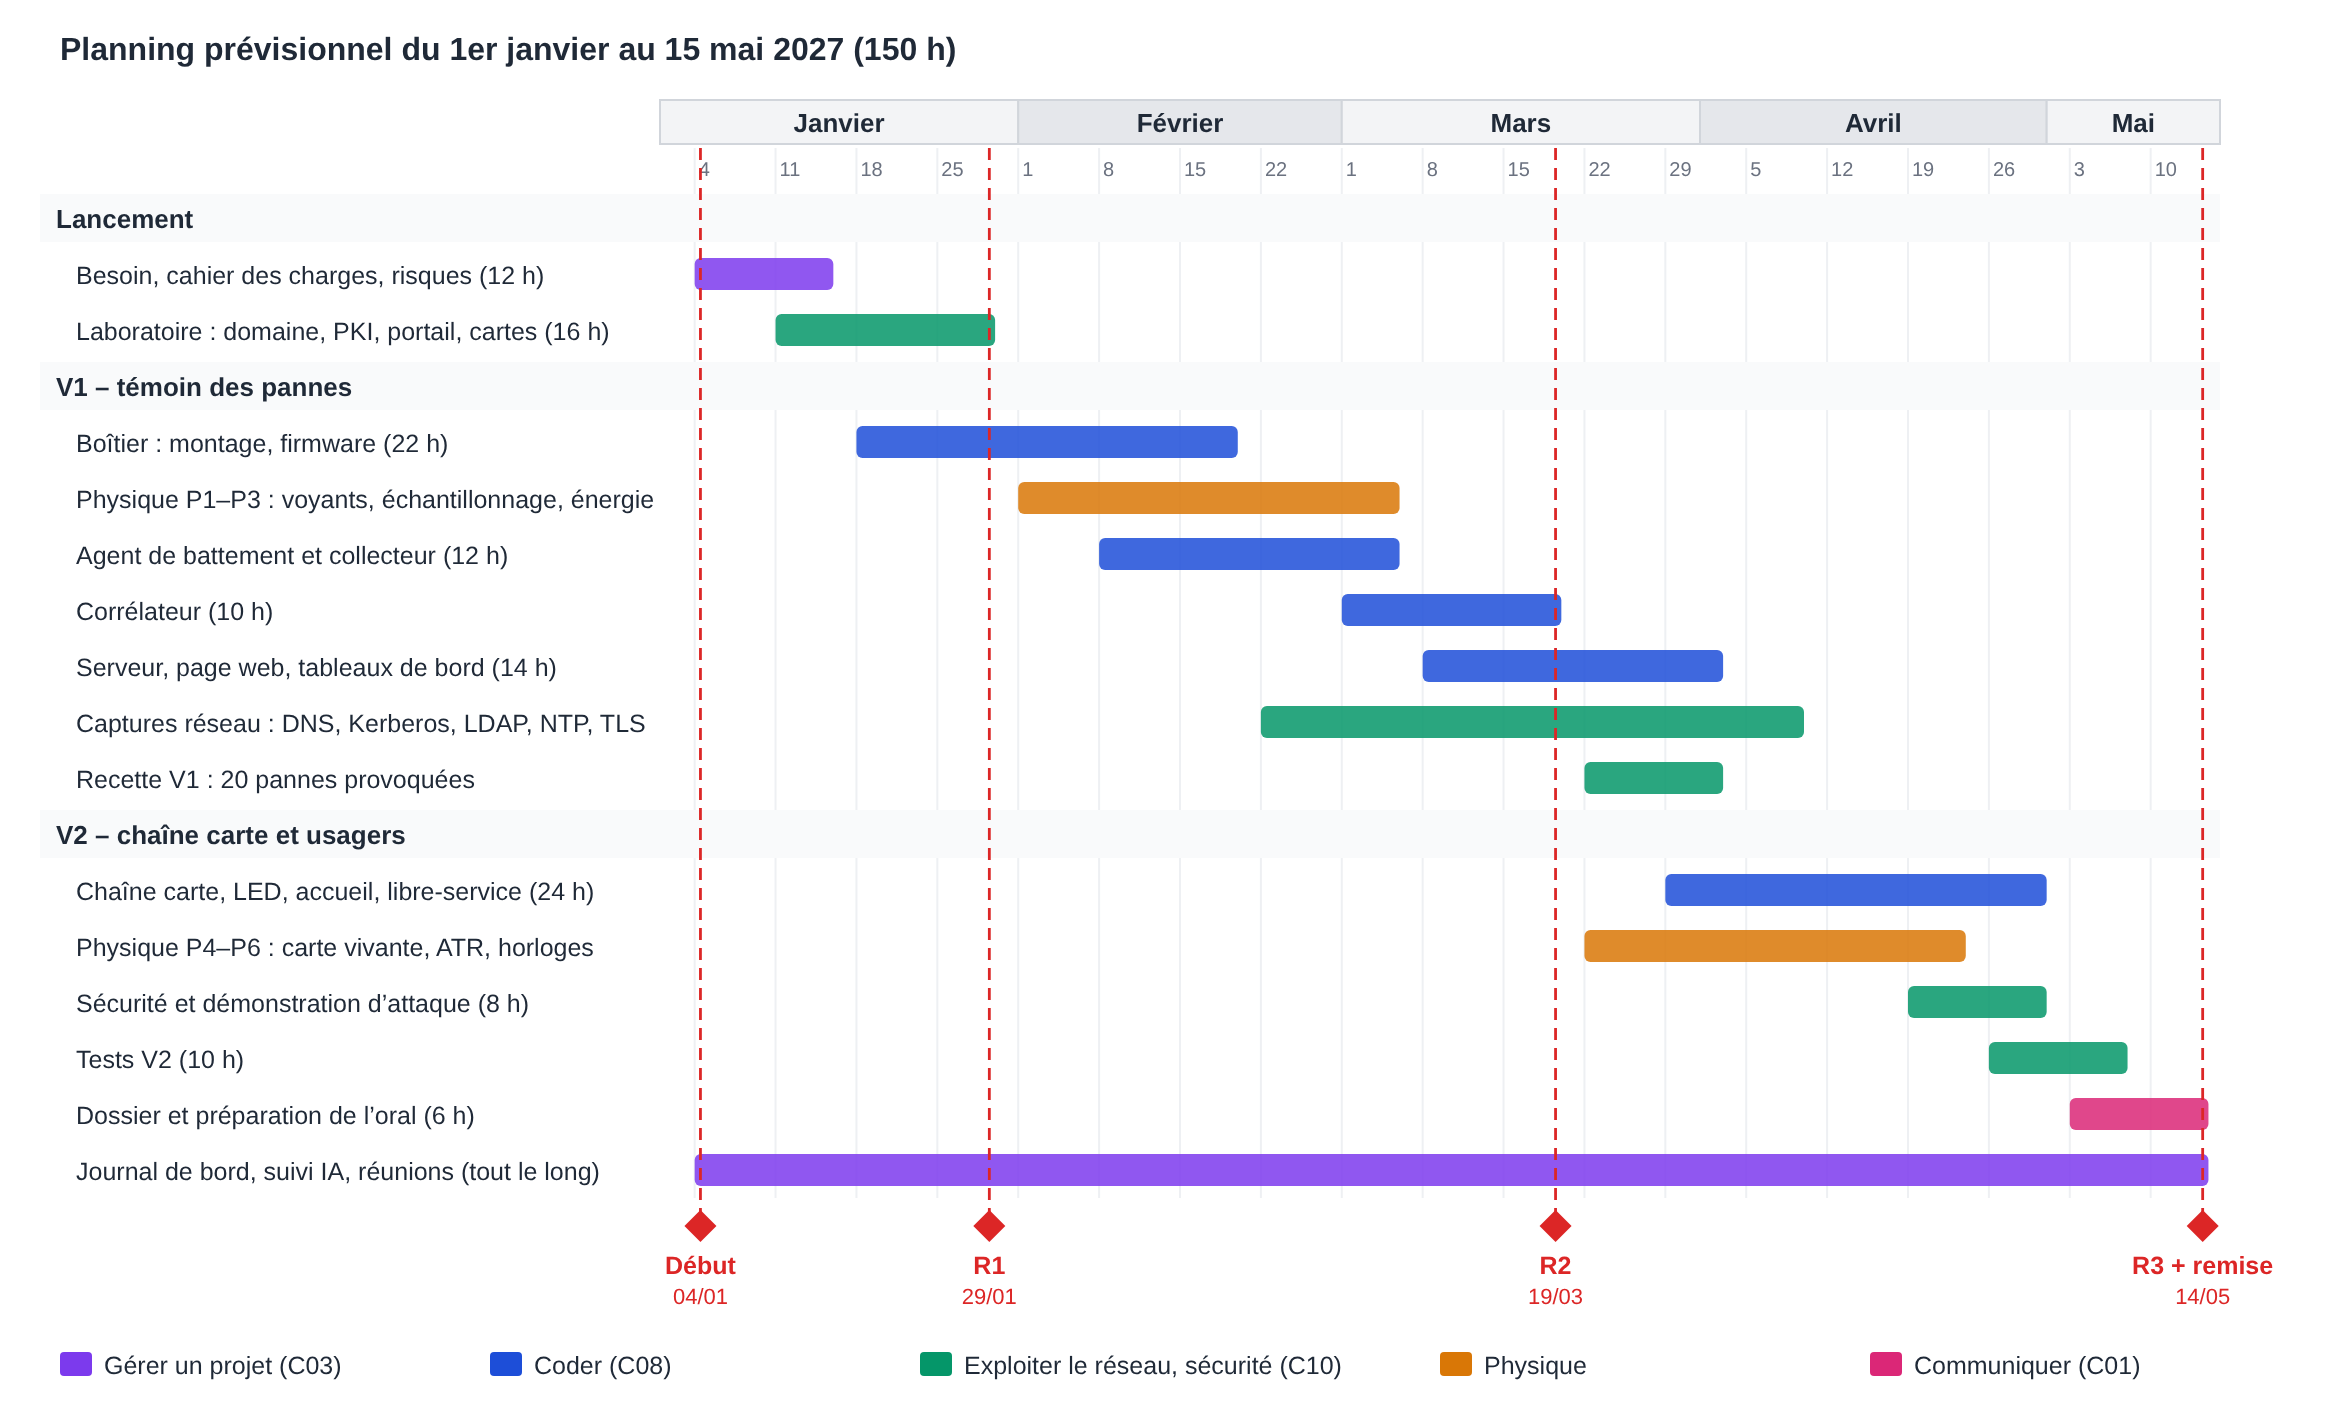 Planning prévisionnel du 1er janvier au 15 mai 2027 (150 h)
Janvier Février Mars Avril Mai
4 11 18 25 1 8 15 22 1 8 15 22 29 5 12 19 26 3 10
Lancement
Besoin, cahier des charges, risques (12 h)
Laboratoire : domaine, PKI, portail, cartes (16 h)
V1 – témoin des pannes
Boîtier : montage, firmware (22 h)
Physique P1–P3 : voyants, échantillonnage, énergie
Agent de battement et collecteur (12 h)
Corrélateur (10 h)
Serveur, page web, tableaux de bord (14 h)
Captures réseau : DNS, Kerberos, LDAP, NTP, TLS
Recette V1 : 20 pannes provoquées
V2 – chaîne carte et usagers
Chaîne carte, LED, accueil, libre-service (24 h)
Physique P4–P6 : carte vivante, ATR, horloges
Sécurité et démonstration d’attaque (8 h)
Tests V2 (10 h)
Dossier et préparation de l’oral (6 h)
Journal de bord, suivi IA, réunions (tout le long)
Début R1 R2 R3 + remise
04/01 29/01 19/03 14/05
Gérer un projet (C03) Coder (C08) Exploiter le réseau, sécurité (C10) Physique Communiquer (C01)